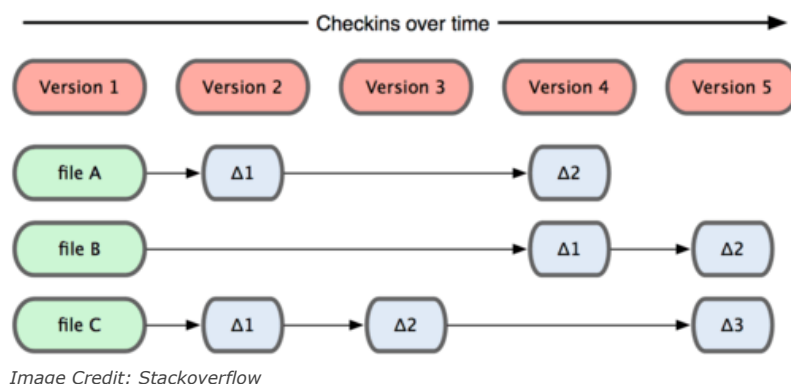 Checkins over time
Version 1 Version 2 Version 3 Version 4 Version 5
file A Δ1 Δ2
file B Δ1 Δ2
file C Δ1 Δ2 Δ3
Image Credit: Stackoverflow